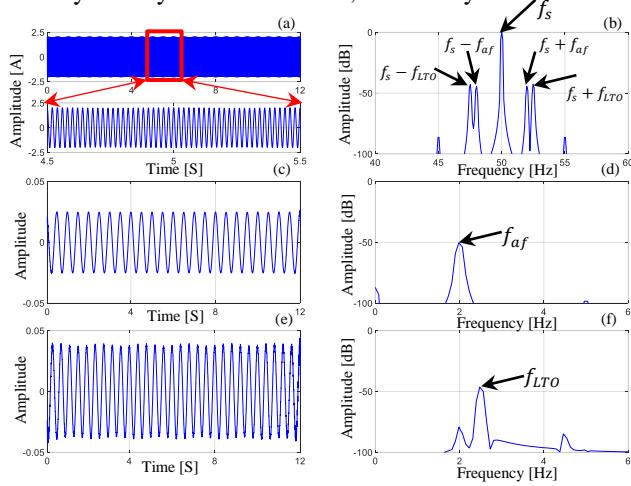 (a)
Amplitude [A]
2.5
0
-2.5
0 4 8 12
2.5
0
-2.5
4.5 5 5.5
Time [S]
(b)
Amplitude [dB]
0
-50
-100
40 45 50 55 60
Frequency [Hz]
f_s
f_s − f_af
f_s + f_af
f_s − f_LTO
f_s + f_LTO
(c)
Amplitude
0.05
0
-0.05
0 4 8 12
Time [S]
(d)
Amplitude [dB]
0
-50
-100
0 2 4 6
Frequency [Hz]
f_af
(e)
Amplitude
0.05
0
-0.05
0 4 8 12
Time [S]
(f)
Amplitude [dB]
0
-50
-100
0 2 4 6
Frequency [Hz]
f_LTO